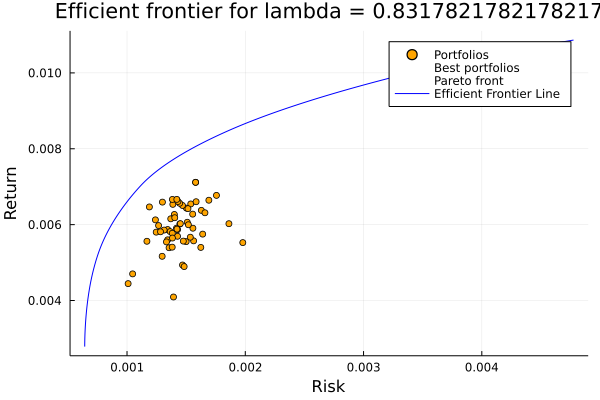 Efficient frontier for lambda = 0.8317821782178217
Portfolios
Best portfolios
Pareto front
Efficient Frontier Line
Return
0.010
0.008
0.006
0.004
0.001 0.002 0.003 0.004
Risk